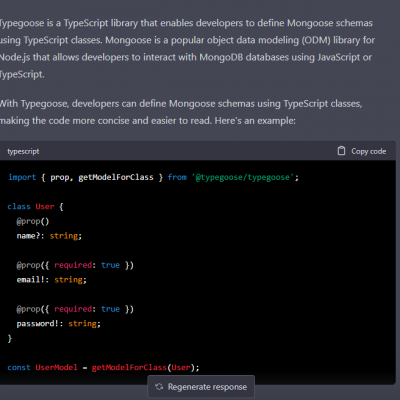 Typegoose is a TypeScript library that enables developers to define Mongoose schemas
using TypeScript classes. Mongoose is a popular object data modeling (ODM) library for
Node.js that allows developers to interact with MongoDB databases using JavaScript or
TypeScript.
With Typegoose, developers can define Mongoose schemas using TypeScript classes,
making the code more concise and easier to read. Here's an example:
typescript Copy code
import { prop, getModelForClass } from '@typegoose/typegoose';
class User {
@prop()
name?: string;
@prop({ required: true })
email!: string;
@prop({ required: true })
password!: string;
}
const UserModel = getModelForClass(User);
Regenerate response